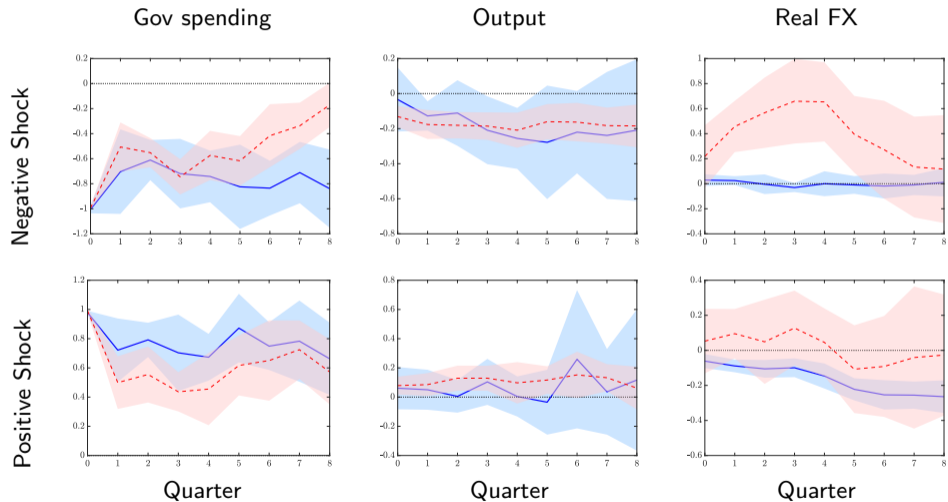 Gov spending Output Real FX
Negative Shock
0.2 0.2 1
0 0 0.8
-0.2 -0.2 0.6
-0.4 -0.4 0.4
-0.6 -0.6 0.2
-0.8 -0.8 0
-1 -0.2
-1.2 -0.4
0 1 2 3 4 5 6 7 8 0 1 2 3 4 5 6 7 8 0 1 2 3 4 5 6 7 8
Positive Shock
1.2 0.8 0.4
1 0.6 0.2
0.8 0.4 0
0.6 0.2 -0.2
0.4 0 -0.4
0.2 -0.2 -0.6
0 -0.4
0 1 2 3 4 5 6 7 8 0 1 2 3 4 5 6 7 8 0 1 2 3 4 5 6 7 8
Quarter Quarter Quarter